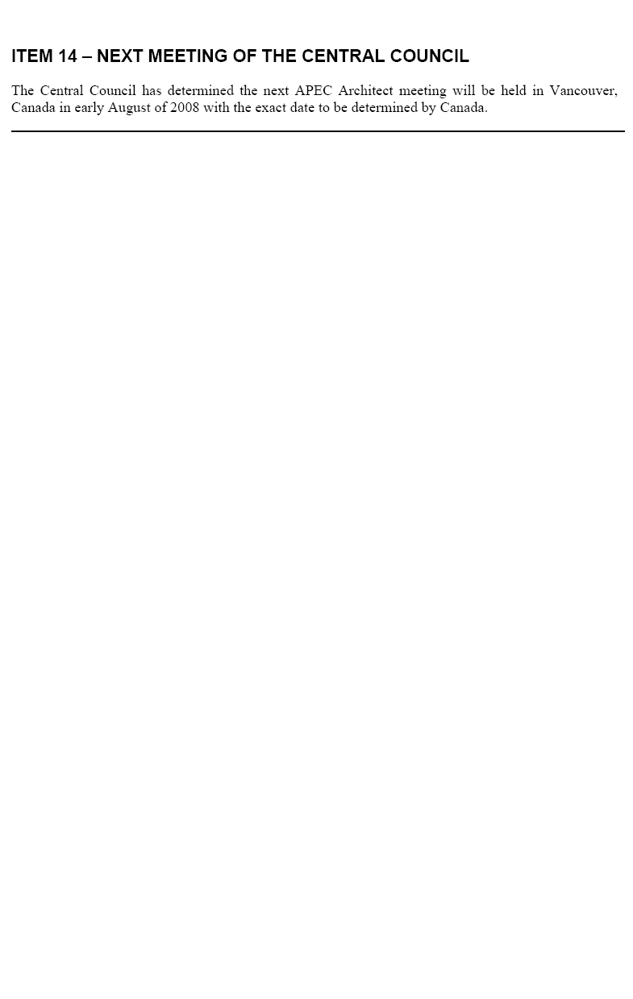 ITEM 14 – NEXT MEETING OF THE CENTRAL COUNCIL
The Central Council has determined the next APEC Architect meeting will be held in Vancouver,
Canada in early August of 2008 with the exact date to be determined by Canada.